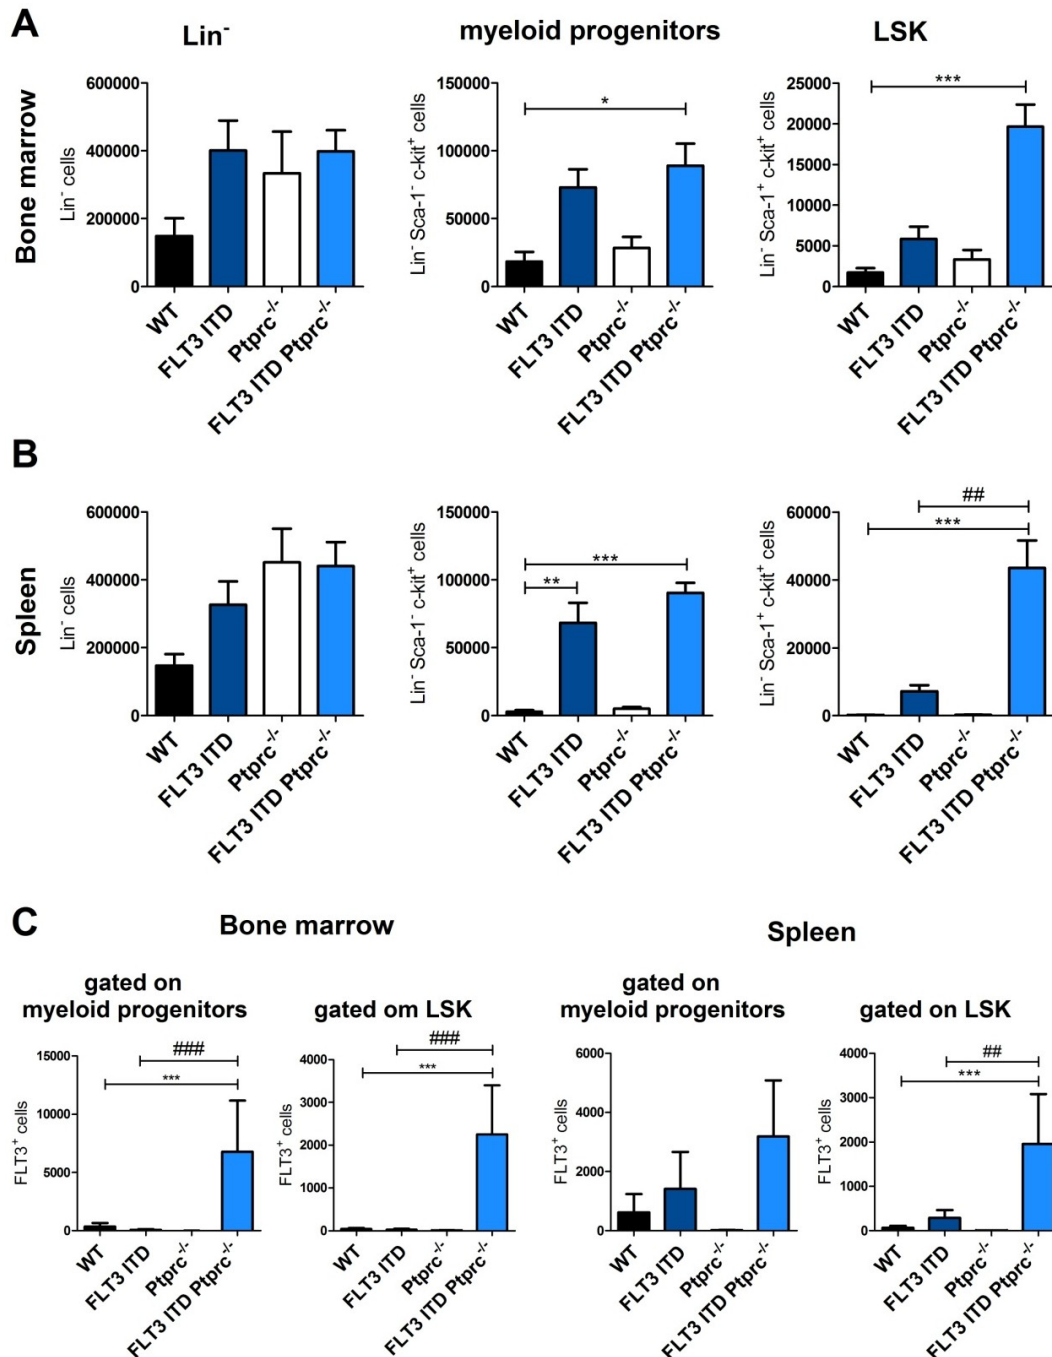 A
Lin⁻
myeloid progenitors
LSK
Bone marrow
Lin⁻ cells
600000
400000
200000
0
WT
FLT3 ITD
Ptprc⁻/⁻
FLT3 ITD Ptprc⁻/⁻
Lin⁻ Sca-1⁻ c-kit⁺ cells
150000
100000
50000
0
*
WT
FLT3 ITD
Ptprc⁻/⁻
FLT3 ITD Ptprc⁻/⁻
Lin⁻ Sca-1⁺ c-kit⁺ cells
25000
20000
15000
10000
5000
0
***
WT
FLT3 ITD
Ptprc⁻/⁻
FLT3 ITD Ptprc⁻/⁻
B
Spleen
Lin⁻ cells
600000
400000
200000
0
WT
FLT3 ITD
Ptprc⁻/⁻
FLT3 ITD Ptprc⁻/⁻
Lin⁻ Sca-1⁻ c-kit⁺ cells
150000
100000
50000
0
***
**
WT
FLT3 ITD
Ptprc⁻/⁻
FLT3 ITD Ptprc⁻/⁻
Lin⁻ Sca-1⁺ c-kit⁺ cells
60000
40000
20000
0
##
***
WT
FLT3 ITD
Ptprc⁻/⁻
FLT3 ITD Ptprc⁻/⁻
C
Bone marrow
Spleen
gated on
myeloid progenitors
FLT3⁺ cells
15000
10000
5000
0
###
***
WT
FLT3 ITD
Ptprc⁻/⁻
FLT3 ITD Ptprc⁻/⁻
gated om LSK
FLT3⁺ cells
4000
3000
2000
1000
0
###
***
WT
FLT3 ITD
Ptprc⁻/⁻
FLT3 ITD Ptprc⁻/⁻
gated on
myeloid progenitors
FLT3⁺ cells
6000
4000
2000
0
WT
FLT3 ITD
Ptprc⁻/⁻
FLT3 ITD Ptprc⁻/⁻
gated on LSK
FLT3⁺ cells
4000
3000
2000
1000
0
##
***
WT
FLT3 ITD
Ptprc⁻/⁻
FLT3 ITD Ptprc⁻/⁻